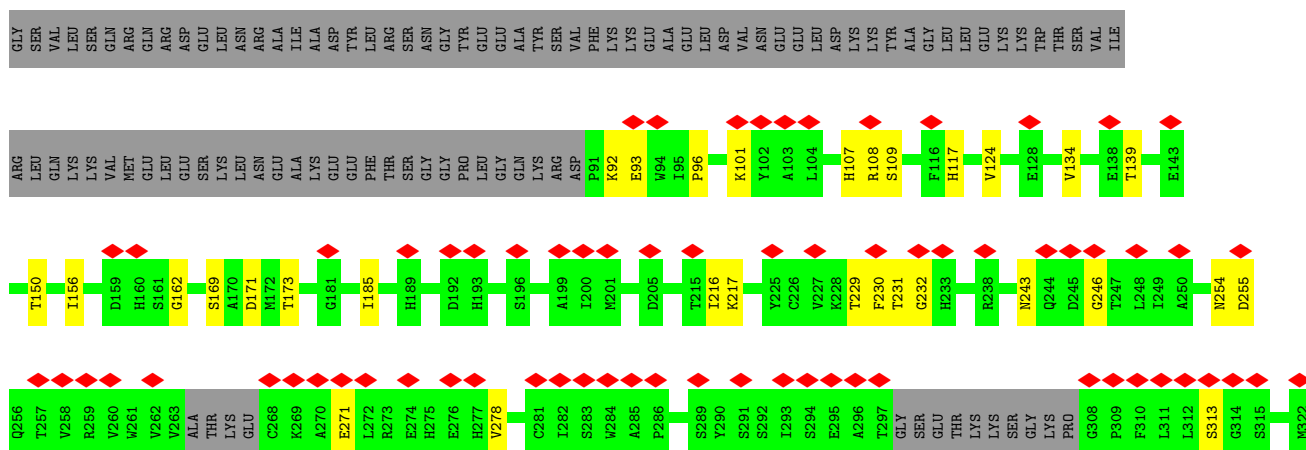 GLY SER VAL LEU SER GLN ARG GLN ARG ASP GLU LEU ASN ARG ALA ILE ALA ASP TYR LEU ARG SER ASN GLY TYR GLU GLU ALA TYR SER VAL PHE LYS LYS GLU ALA GLU LEU ASP VAL ASN GLU GLU LEU ASP LYS LYS TYR ALA GLY LEU LEU GLU LYS LYS TRP THR SER VAL ILE
ARG LEU GLN LYS LYS VAL MET GLU LEU GLU SER LYS LEU ASN GLU ALA LYS GLU GLU PHE THR SER GLY GLY PRO LEU GLY GLN LYS ARG ASP P91 K92 E93 W94 I95 P96 K101 Y102 A103 L104 H107 R108 S109 F116 H117 V124 E128 V134 E138 T139 E143
T150 I156 D159 H160 S161 G162 S169 A170 D171 M172 T173 G181 I185 H189 D192 H193 S196 A199 I200 M201 D205 T215 I216 K217 Y225 C226 V227 K228 T229 F230 T231 G232 H233 R238 N243 Q244 D245 G246 T247 L248 I249 A250 N254 D255
Q256 T257 V258 R259 V260 W261 V262 V263 ALA THR LYS GLU C268 K269 A270 E271 L272 R273 E274 H275 E276 H277 V278 C281 I282 S283 W284 A285 P286 S289 Y290 S291 S292 I293 S294 E295 A296 T297 GLY SER GLU THR LYS LYS SER GLY LYS PRO G308 P309 F310 L311 L312 S313 G314 S315 M322